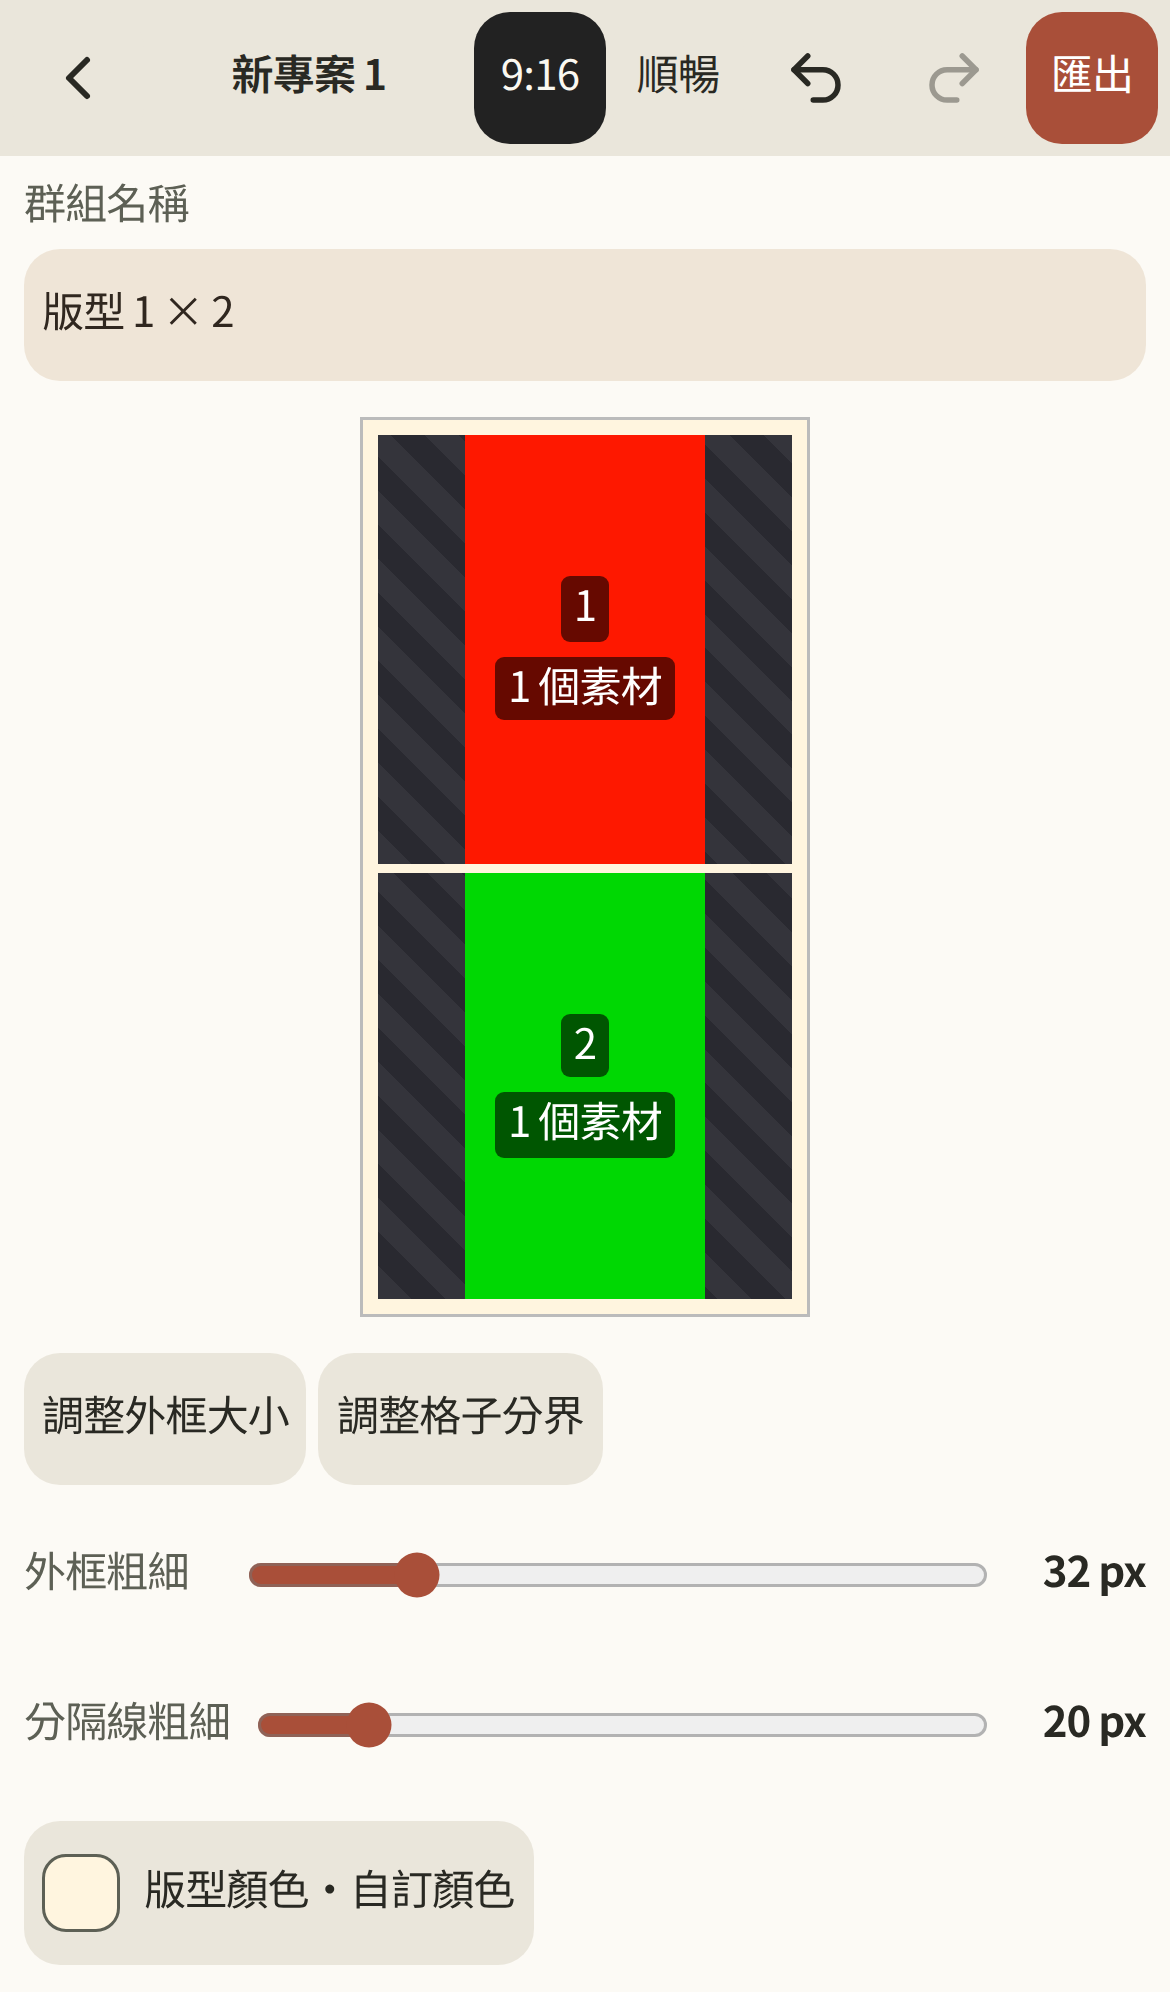 新專案 1
9:16
順暢
匯出
群組名稱
版型 1 × 2
1
1 個素材
2
1 個素材
調整外框大小
調整格子分界
外框粗細
32 px
分隔線粗細
20 px
版型顏色・自訂顏色